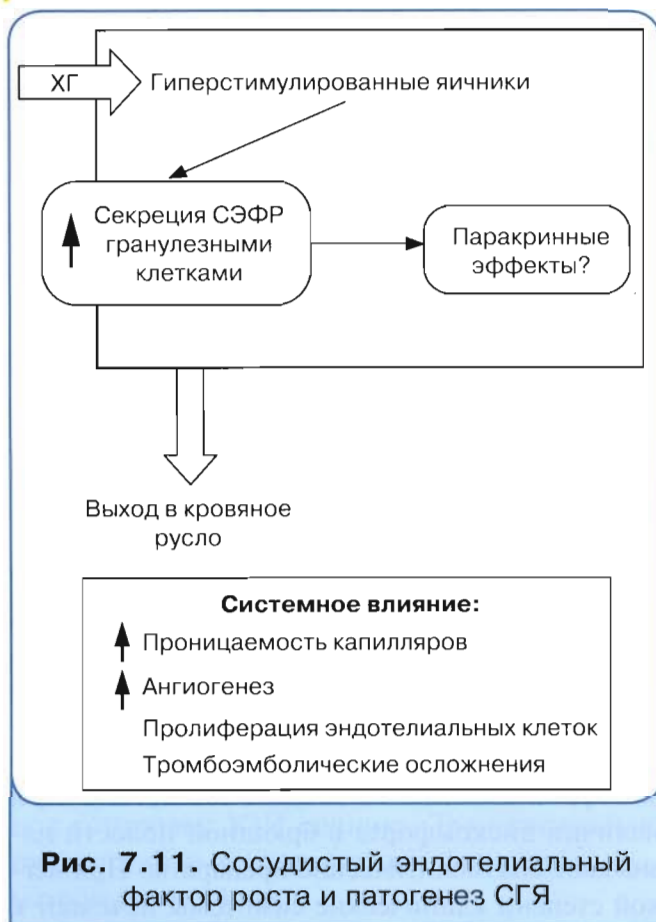 ХГ
Гиперстимулированные яичники
Секреция СЭФР
гранулезными
клетками
Паракринные
эффекты?
Выход в кровяное
русло
Системное влияние:
Проницаемость капилляров
Ангиогенез
Пролиферация эндотелиальных клеток
Тромбоэмболические осложнения
Рис. 7.11. Сосудистый эндотелиальный
фактор роста и патогенез СГЯ